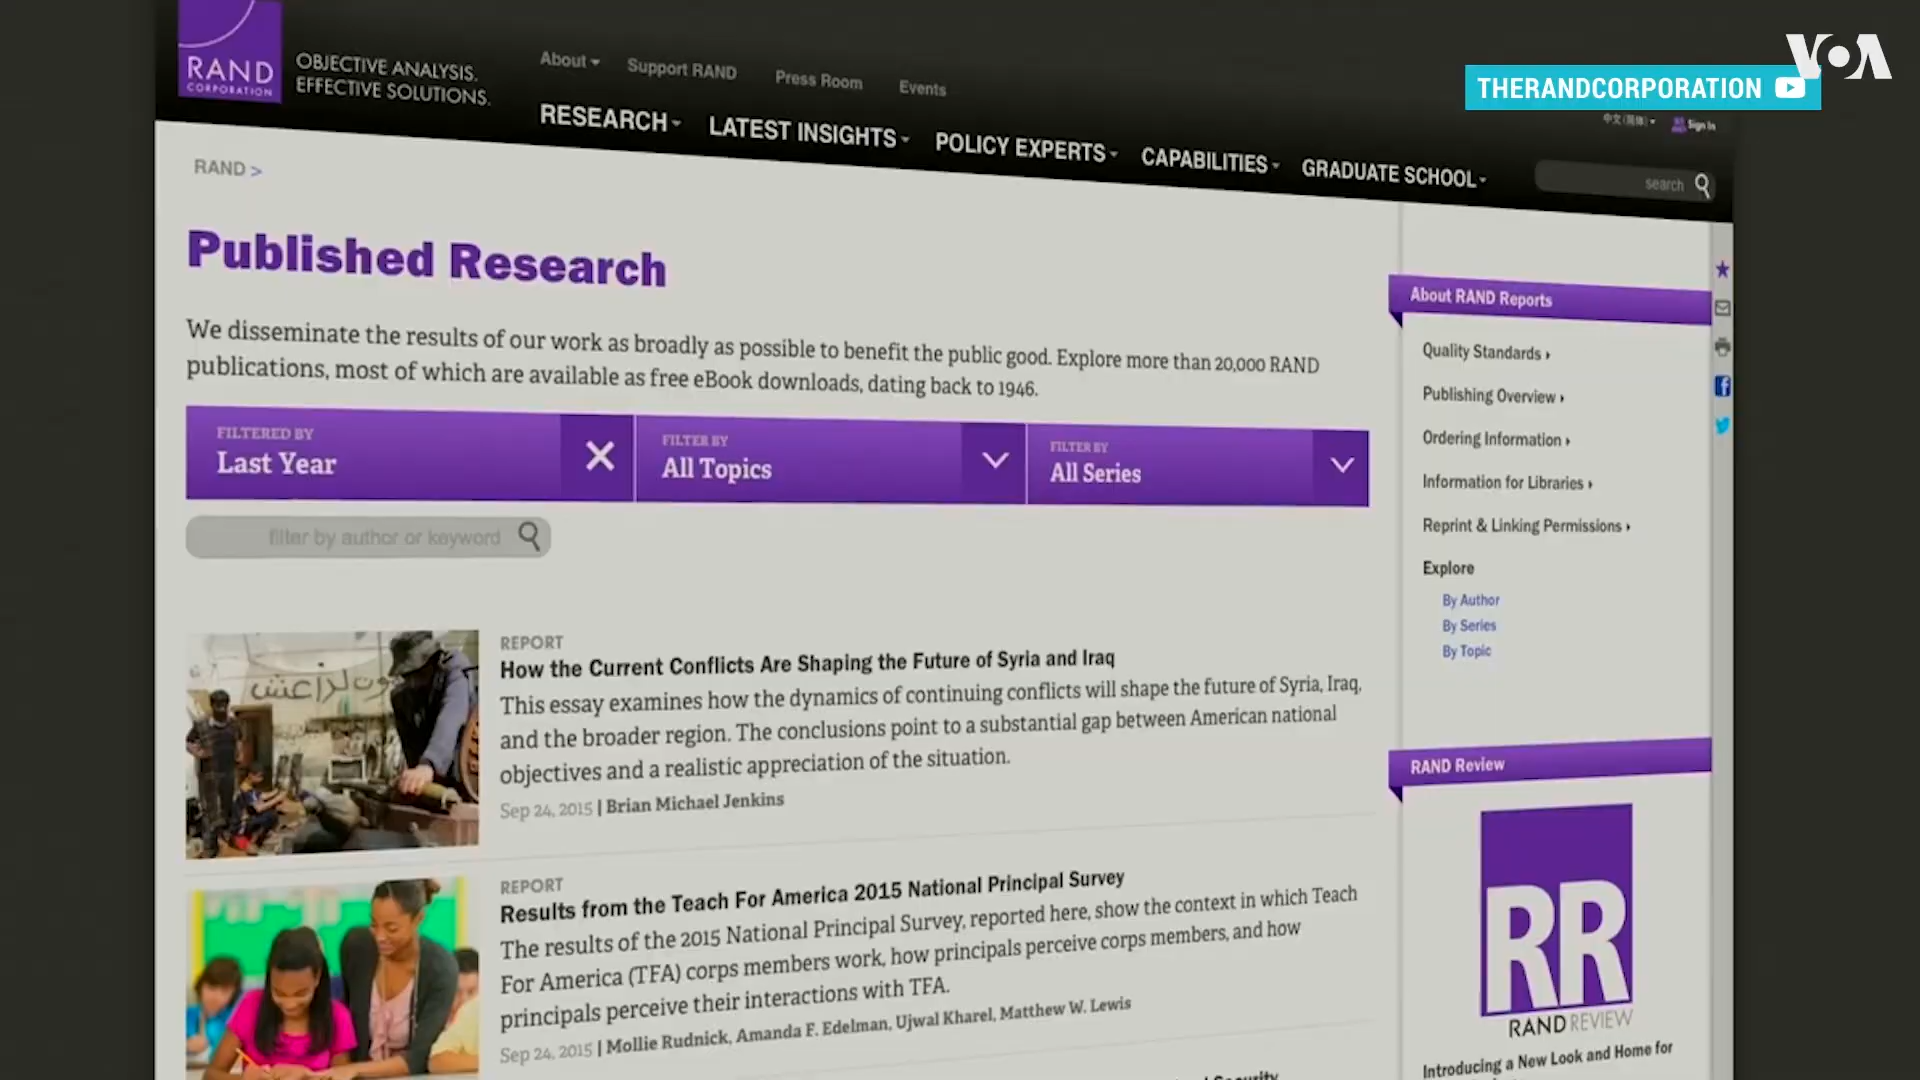 RAND
CORPORATION
OBJECTIVE ANALYSIS.
EFFECTIVE SOLUTIONS.
About
Support RAND
Press Room
Events
VOA
THERANDCORPORATION
RESEARCH
LATEST INSIGHTS
POLICY EXPERTS
CAPABILITIES
GRADUATE SCHOOL
中文(简体)
Sign In
search
RAND >
Published Research
We disseminate the results of our work as broadly as possible to benefit the public good. Explore more than 20,000 RAND
publications, most of which are available as free eBook downloads, dating back to 1946.
FILTERED BY
Last Year
FILTER BY
All Topics
FILTER BY
All Series
filter by author or keyword
REPORT
How the Current Conflicts Are Shaping the Future of Syria and Iraq
This essay examines how the dynamics of continuing conflicts will shape the future of Syria, Iraq,
and the broader region. The conclusions point to a substantial gap between American national
objectives and a realistic appreciation of the situation.
Sep 24, 2015 | Brian Michael Jenkins
REPORT
Results from the Teach For America 2015 National Principal Survey
The results of the 2015 National Principal Survey, reported here, show the context in which Teach
For America (TFA) corps members work, how principals perceive corps members, and how
principals perceive their interactions with TFA.
Sep 24, 2015 | Mollie Rudnick, Amanda F. Edelman, Ujwal Kharel, Matthew W. Lewis
About RAND Reports
Quality Standards
Publishing Overview
Ordering Information
Information for Libraries
Reprint & Linking Permissions
Explore
By Author
By Series
By Topic
RAND Review
RR
RAND REVIEW
Introducing a New Look and Home for